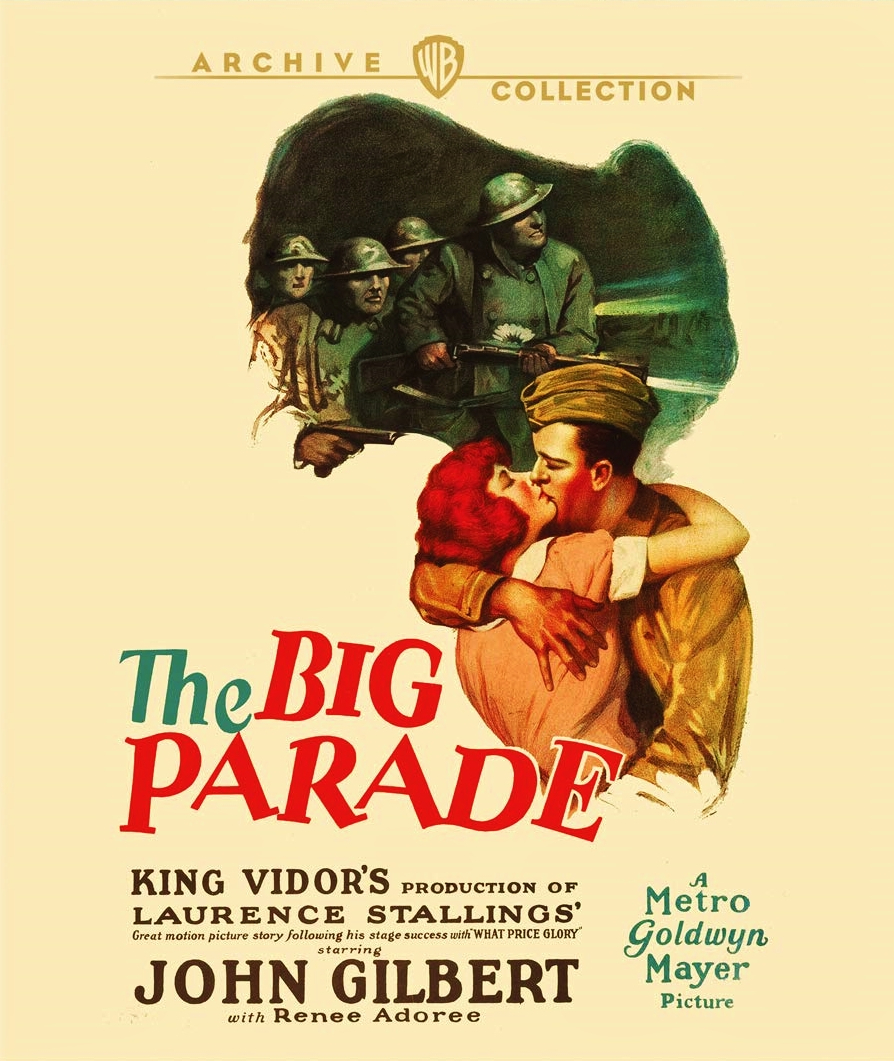 ARCHIVE WB
COLLECTION
The BIG
PARADE
KING VIDOR'S PRODUCTION OF
LAURENCE STALLINGS'
Great motion picture story following his stage success with "WHAT PRICE GLORY"
starring
JOHN GILBERT
with Renee Adoree
A
Metro
Goldwyn
Mayer
Picture